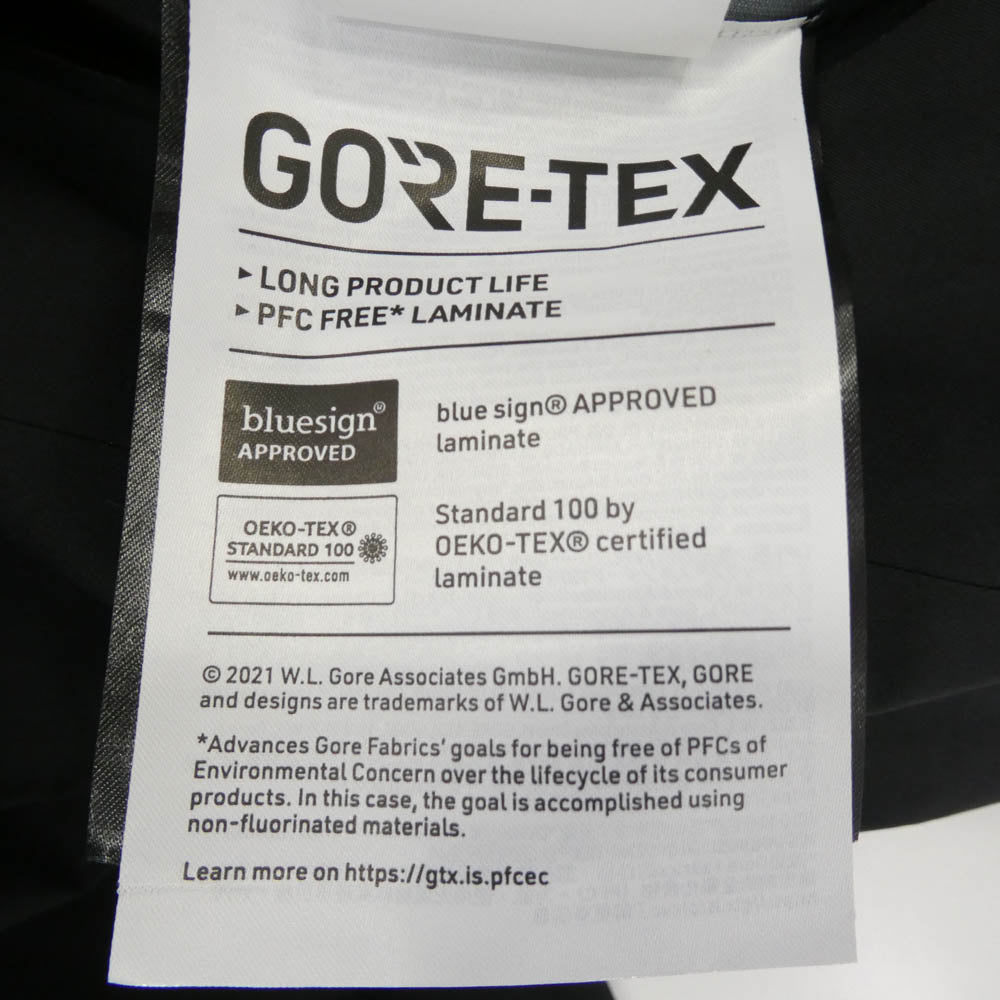 GORE-TEX
▸ LONG PRODUCT LIFE
▸ PFC FREE* LAMINATE
bluesign®
APPROVED
blue sign® APPROVED
laminate
OEKO-TEX®
STANDARD 100
www.oeko-tex.com
Standard 100 by
OEKO-TEX® certified
laminate
© 2021 W.L. Gore Associates GmbH. GORE-TEX, GORE
and designs are trademarks of W.L. Gore & Associates.
*Advances Gore Fabrics' goals for being free of PFCs of
Environmental Concern over the lifecycle of its consumer
products. In this case, the goal is accomplished using
non-fluorinated materials.
Learn more on https://gtx.is.pfcec